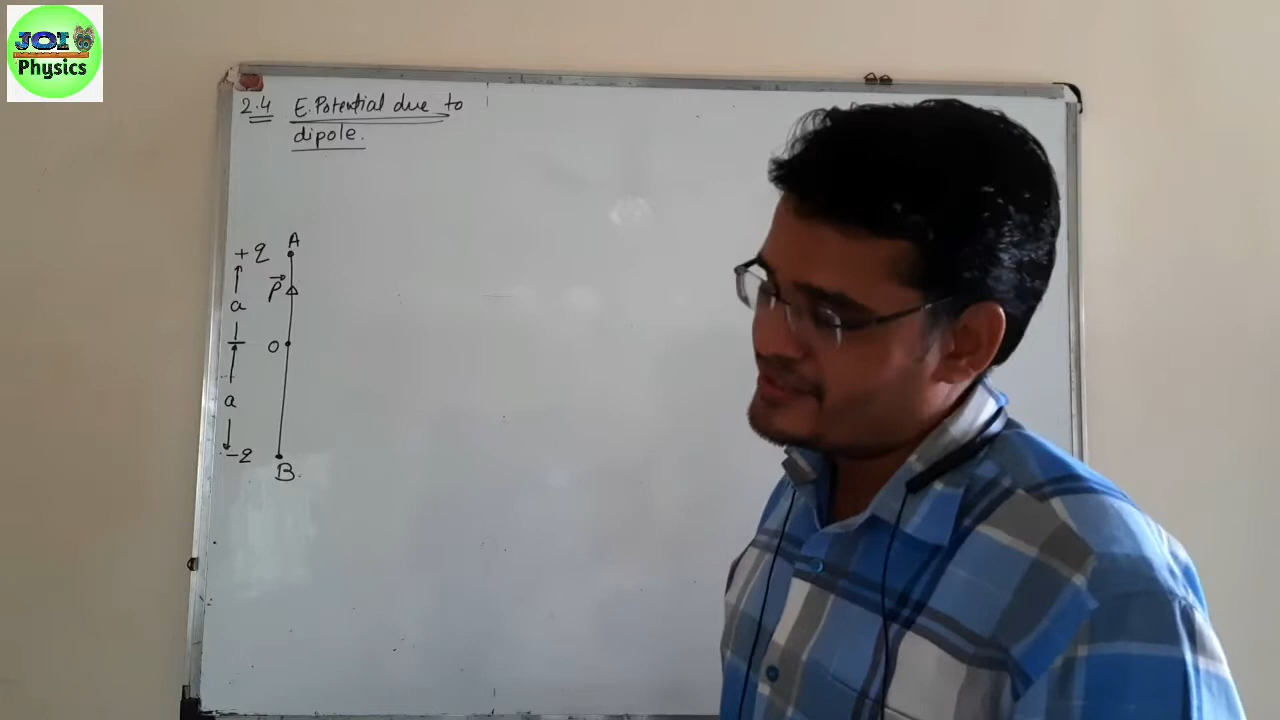 JOI
Physics
2.4 E.Potential due to
dipole.
A
+q
p⃗
a
O
a
-q
B.